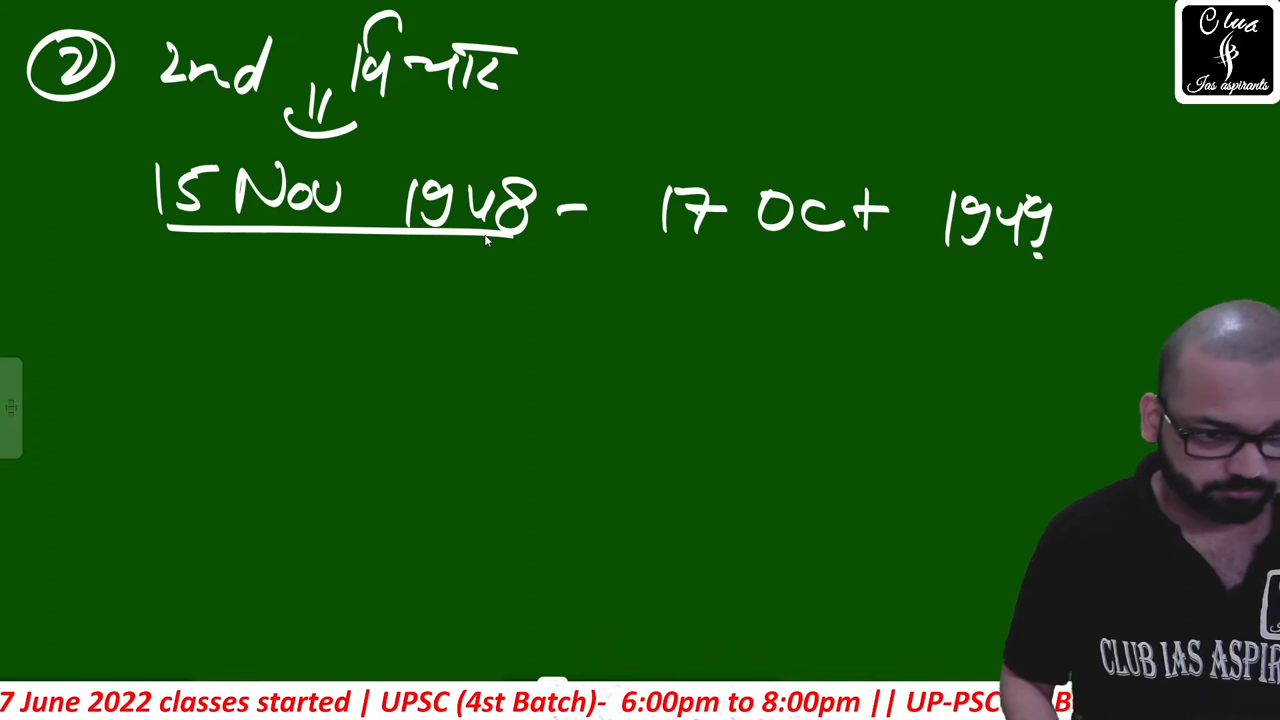 ② 2nd विचार
15 Nov 1948 - 17 Oct 1949
Club
Ias aspirants
CLUB IAS ASPIR
7 June 2022 classes started | UPSC (4st Batch)- 6:00pm to 8:00pm || UP-PSC